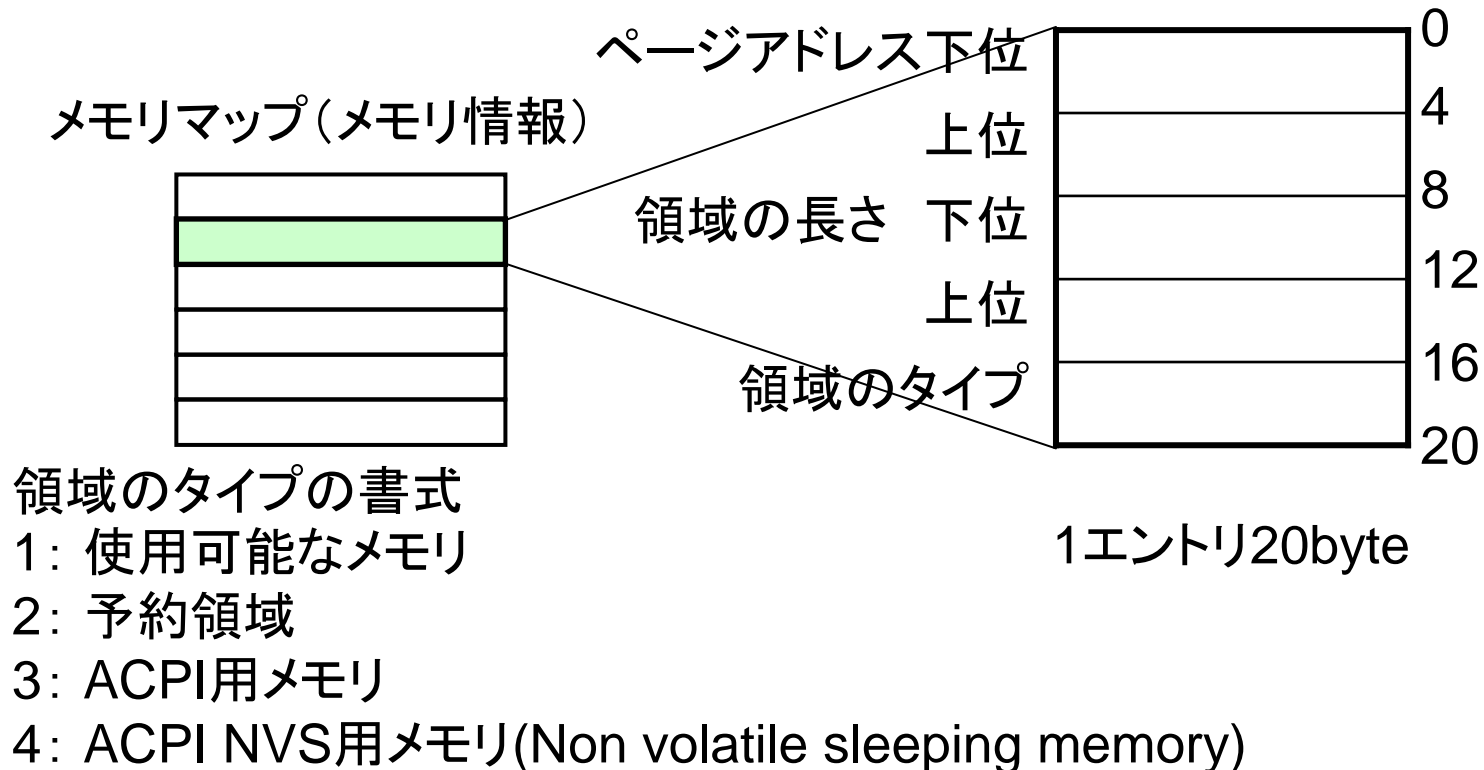 メモリマップ（メモリ情報）
ページアドレス下位
上位
領域の長さ 下位
上位
領域のタイプ
0
4
8
12
16
20
1エントリ20byte
領域のタイプの書式
1: 使用可能なメモリ
2: 予約領域
3: ACPI用メモリ
4: ACPI NVS用メモリ(Non volatile sleeping memory)